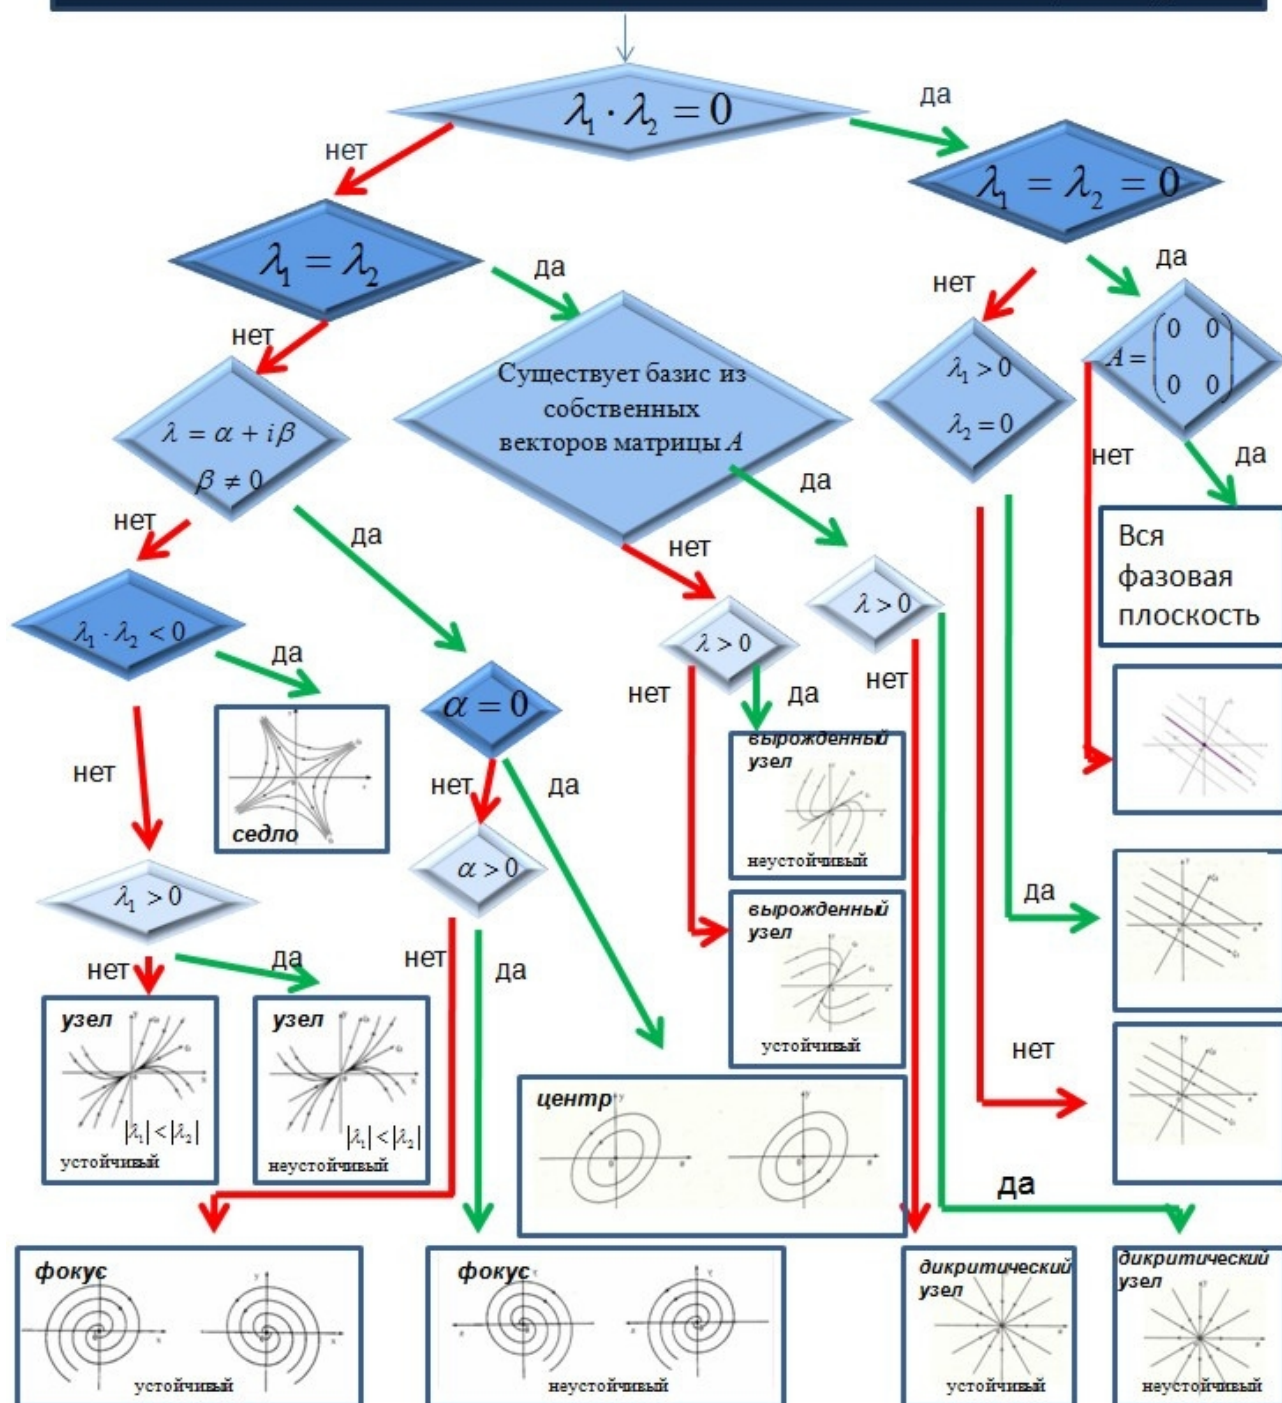 λ₁ · λ₂ = 0
да
нет
λ₁ = λ₂ = 0
λ₁ = λ₂
да
да
нет
нет
A = (0 0
0 0)
Существует базис из
собственных
векторов матрицы A
λ₁ > 0
λ₂ = 0
λ = α + iβ
β ≠ 0
да
нет
да
нет
да
нет
Вся
фазовая
плоскость
λ > 0
λ₁ · λ₂ < 0
λ > 0
да
нет
нет
да
α = 0
седло
вырожденный
узел
неустойчивый
нет
нет
да
λ₁ > 0
α > 0
да
вырожденный
узел
устойчивый
нет
да
нет
да
нет
узел
|λ₁| < |λ₂|
устойчивый
узел
|λ₁| < |λ₂|
неустойчивый
центр
да
фокус
устойчивый
фокус
неустойчивый
дикритический
узел
устойчивый
дикритический
узел
неустойчивый